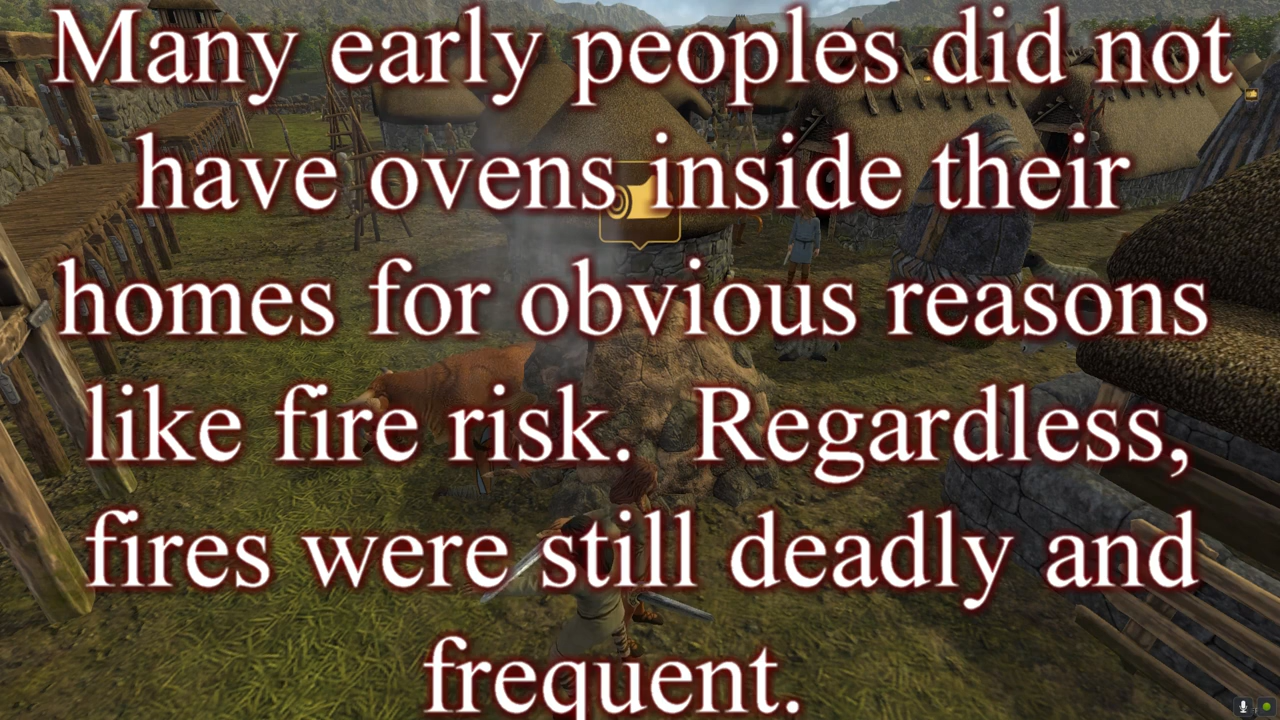 Many early peoples did not
have ovens inside their
homes for obvious reasons
like fire risk.  Regardless,
fires were still deadly and
frequent.